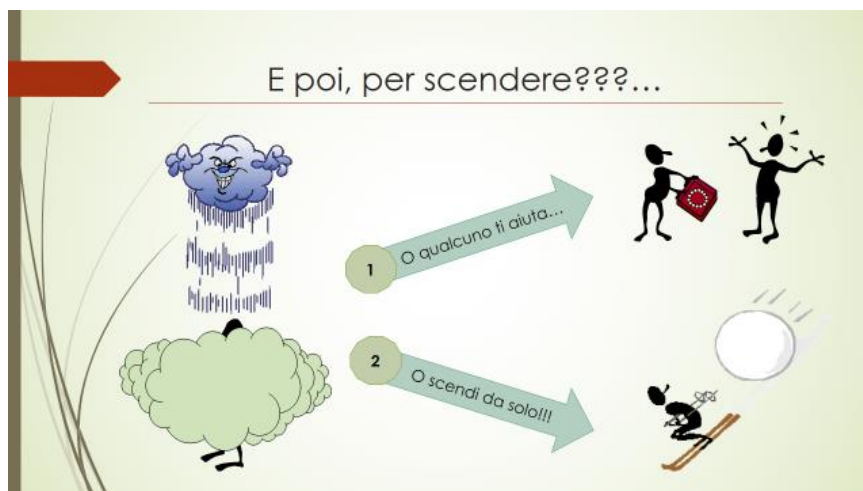 E poi, per scendere???...
1
O qualcuno ti aiuta...
2
O scendi da solo!!!